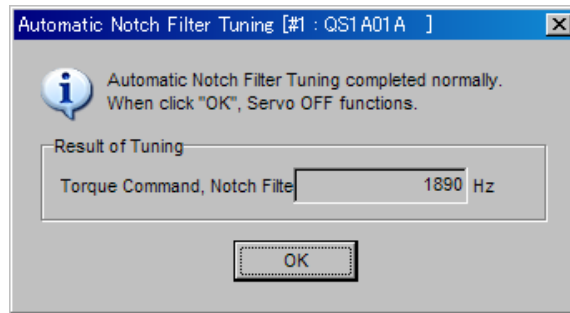 Automatic Notch Filter Tuning [#1 : QS1A01A ]
Automatic Notch Filter Tuning completed normally.
When click "OK", Servo OFF functions.
Result of Tuning
Torque Command, Notch Filte 1890 Hz
OK